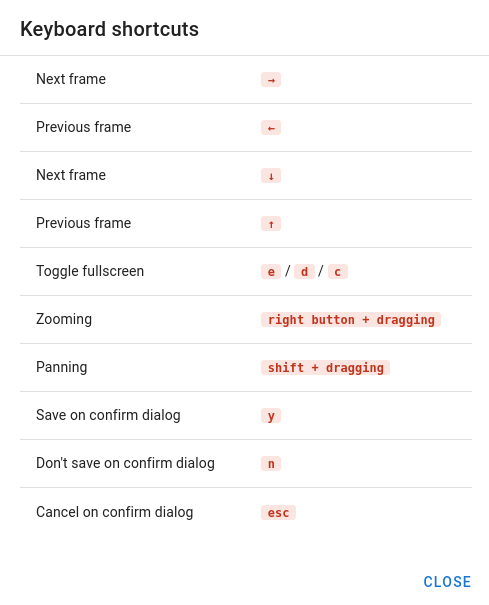 Keyboard shortcuts
Next frame →
Previous frame ←
Next frame ↓
Previous frame ↑
Toggle fullscreen e / d / c
Zooming right button + dragging
Panning shift + dragging
Save on confirm dialog y
Don't save on confirm dialog n
Cancel on confirm dialog esc
CLOSE